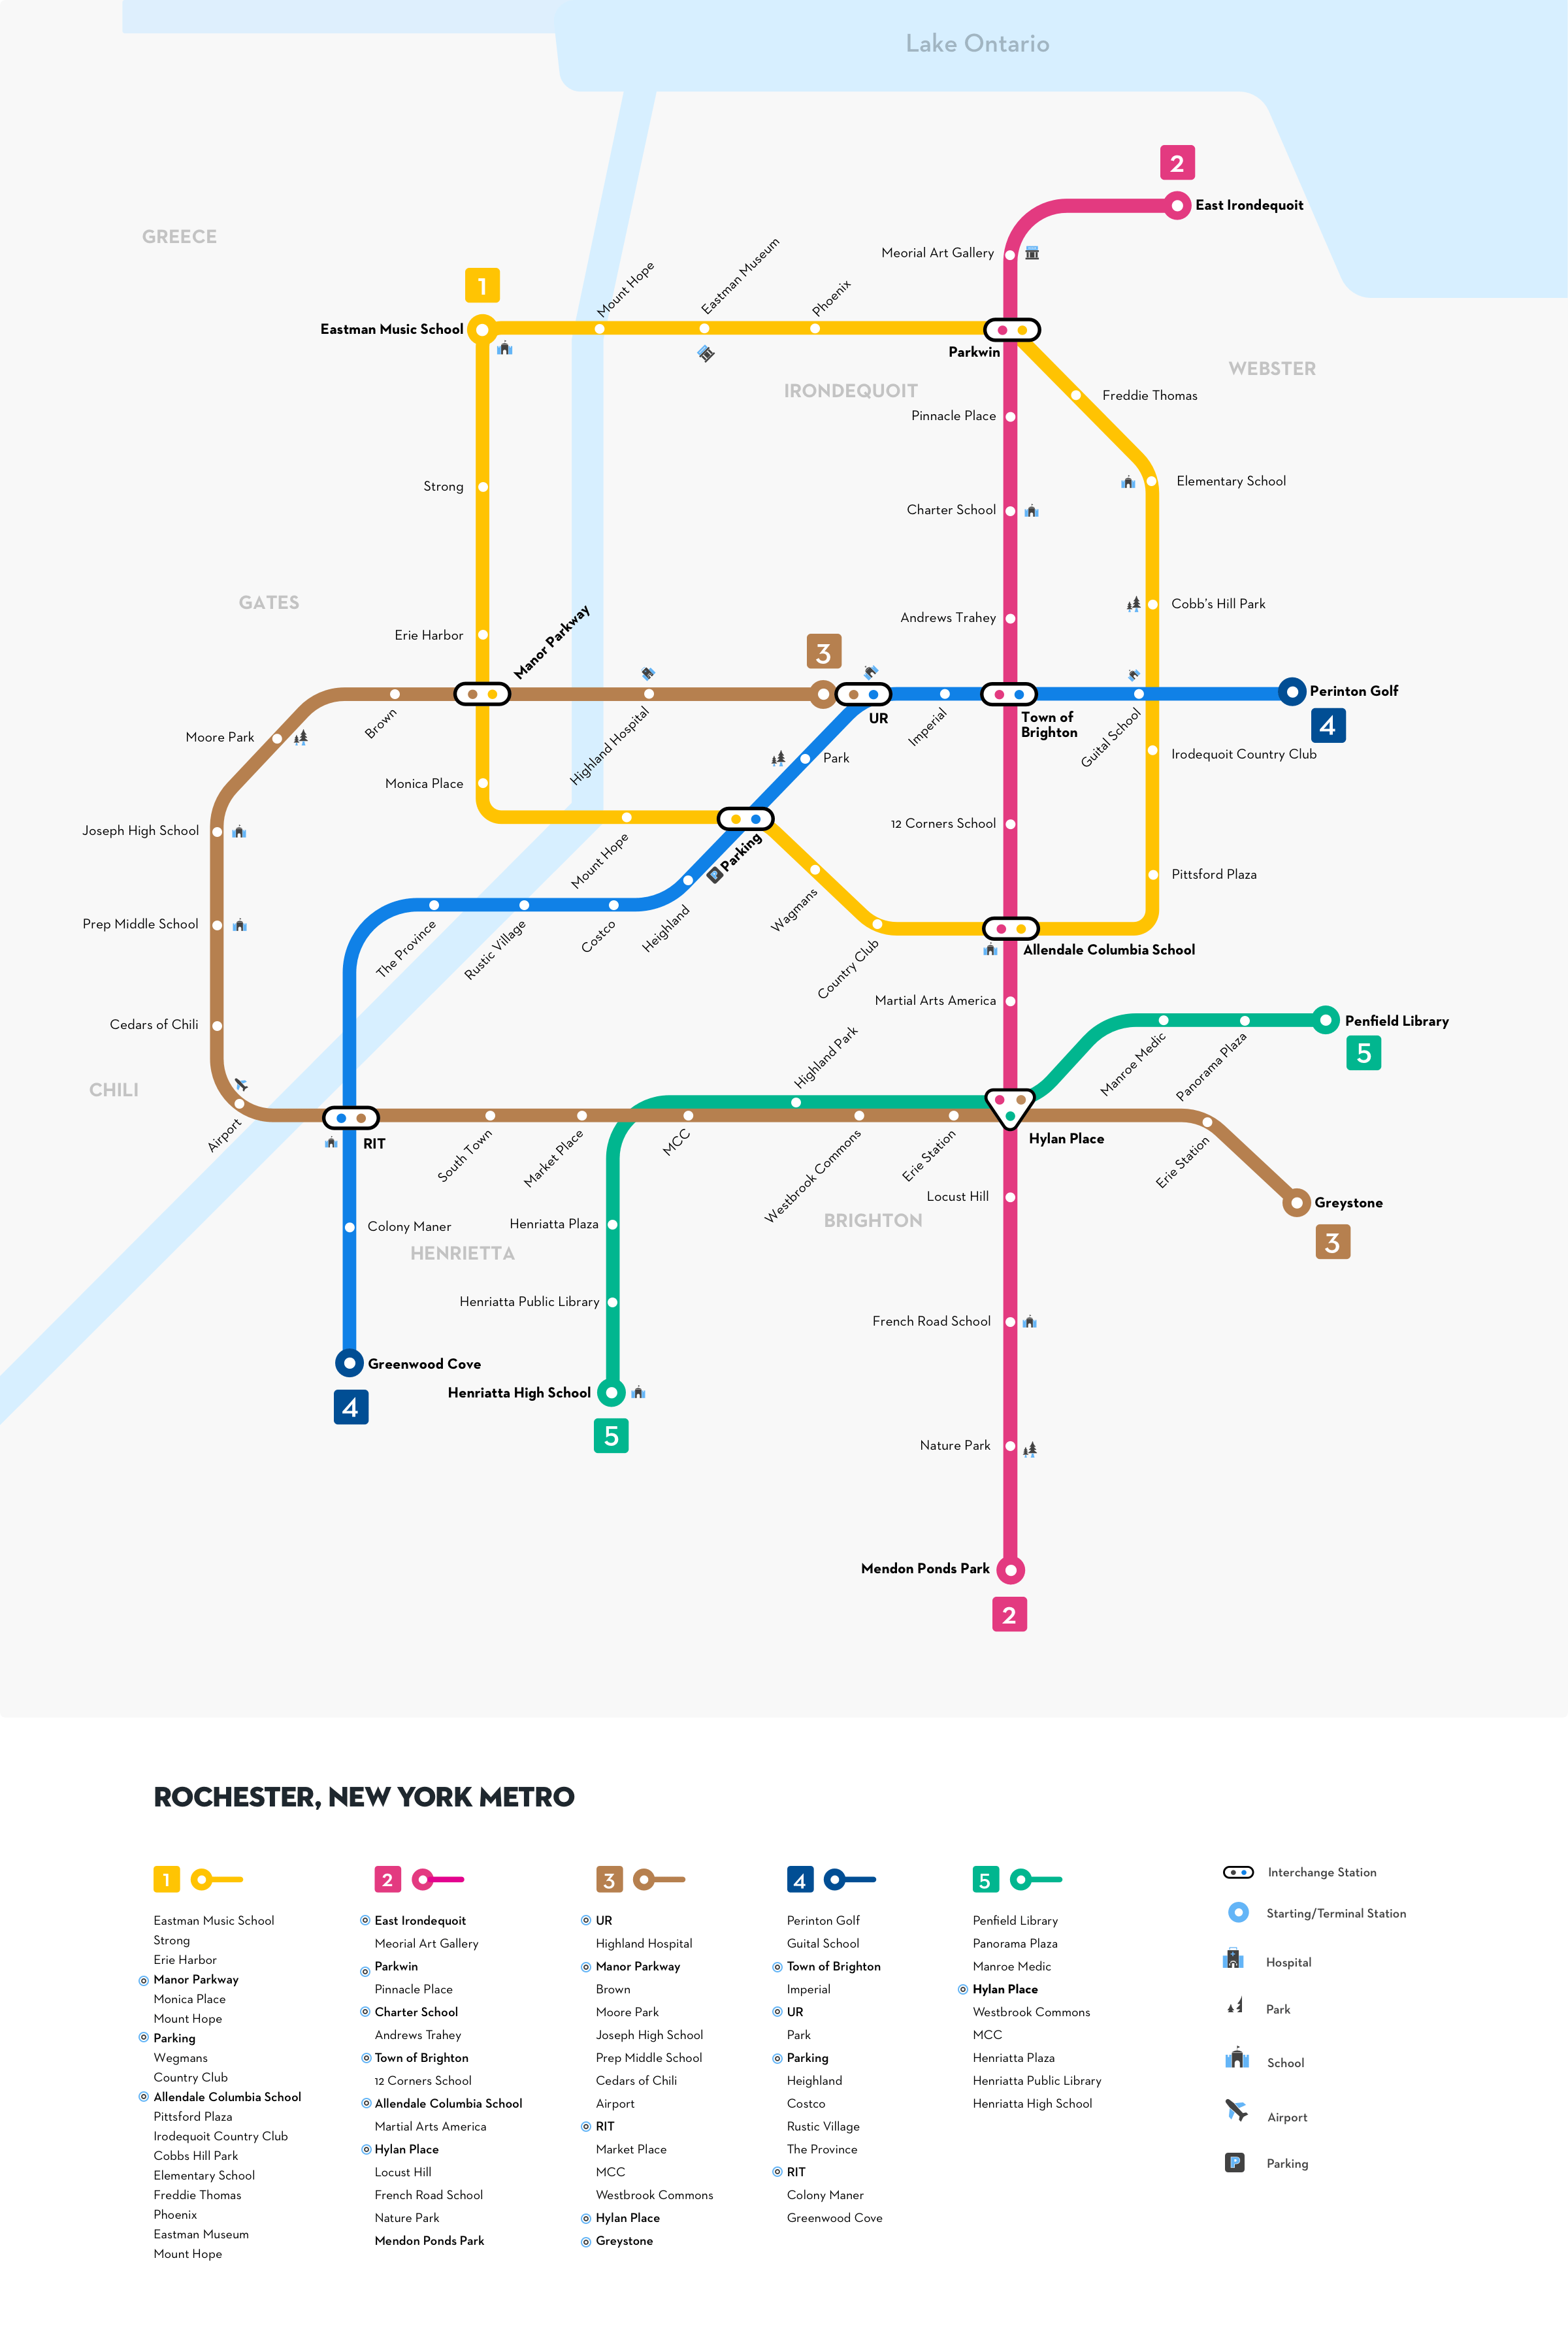 Lake Ontario
2
East Irondequoit
GREECE
Meorial Art Gallery
Mount Hope
Eastman Museum
Phoenix
1
Eastman Music School
Parkwin
WEBSTER
IRONDEQUOIT
Freddie Thomas
Pinnacle Place
Strong
Elementary School
Charter School
GATES
Cobb's Hill Park
Andrews Trahey
Erie Harbor
Manor Parkway
3
Perinton Golf
UR
Town of
Brighton
4
Brown
Moore Park
Highland Hospital
Imperial
Guital School
Park
Irodequoit Country Club
Monica Place
12 Corners School
Joseph High School
Mount Hope
Parking
Pittsford Plaza
Wagmans
Prep Middle School
The Province
Rustic Village
Costco
Heighland
Country Club
Allendale Columbia School
Martial Arts America
Cedars of Chili
Penfield Library
5
Highland Park
Manroe Medic
Panorama Plaza
CHILI
Airport
RIT
South Town
Market Place
MCC
Westbrook Commons
Erie Station
Hylan Place
Erie Station
Locust Hill
Greystone
3
Colony Maner
Henriatta Plaza
BRIGHTON
HENRIETTA
Henriatta Public Library
French Road School
Greenwood Cove
4
Henriatta High School
5
Nature Park
Mendon Ponds Park
2
ROCHESTER, NEW YORK METRO
1
Eastman Music School
Strong
Erie Harbor
Manor Parkway
Monica Place
Mount Hope
Parking
Wegmans
Country Club
Allendale Columbia School
Pittsford Plaza
Irodequoit Country Club
Cobbs Hill Park
Elementary School
Freddie Thomas
Phoenix
Eastman Museum
Mount Hope
2
East Irondequoit
Meorial Art Gallery
Parkwin
Pinnacle Place
Charter School
Andrews Trahey
Town of Brighton
12 Corners School
Allendale Columbia School
Martial Arts America
Hylan Place
Locust Hill
French Road School
Nature Park
Mendon Ponds Park
3
UR
Highland Hospital
Manor Parkway
Brown
Moore Park
Joseph High School
Prep Middle School
Cedars of Chili
Airport
RIT
Market Place
MCC
Westbrook Commons
Hylan Place
Greystone
4
Perinton Golf
Guital School
Town of Brighton
Imperial
UR
Park
Parking
Heighland
Costco
Rustic Village
The Province
RIT
Colony Maner
Greenwood Cove
5
Penfield Library
Panorama Plaza
Manroe Medic
Hylan Place
Westbrook Commons
MCC
Henriatta Plaza
Henriatta Public Library
Henriatta High School
Interchange Station
Starting/Terminal Station
Hospital
Park
School
Airport
P
Parking